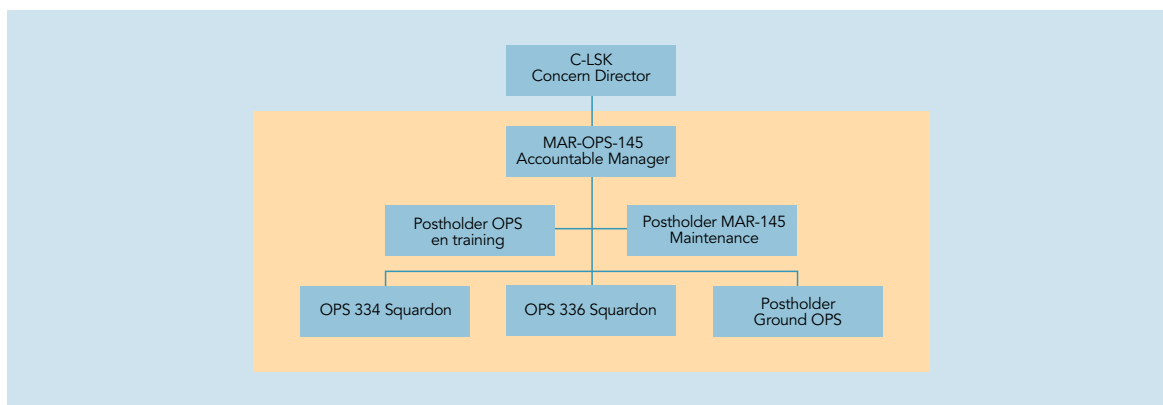 C-LSK
Concern Director
MAR-OPS-145
Accountable Manager
Postholder OPS
en training
Postholder MAR-145
Maintenance
OPS 334 Squardon
OPS 336 Squardon
Postholder
Ground OPS